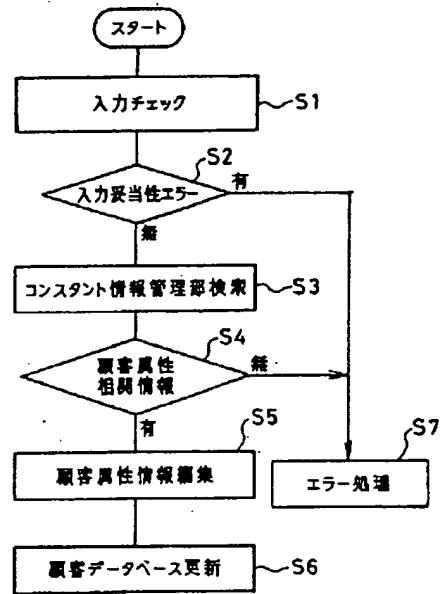 スタート
入力チェック
S1
S2
入力妥当性エラー
有
無
コンスタント情報管理部検索
S3
S4
顧客属性
相関情報
無
有
S5
顧客属性情報編集
S7
エラー処理
顧客データベース更新
S6